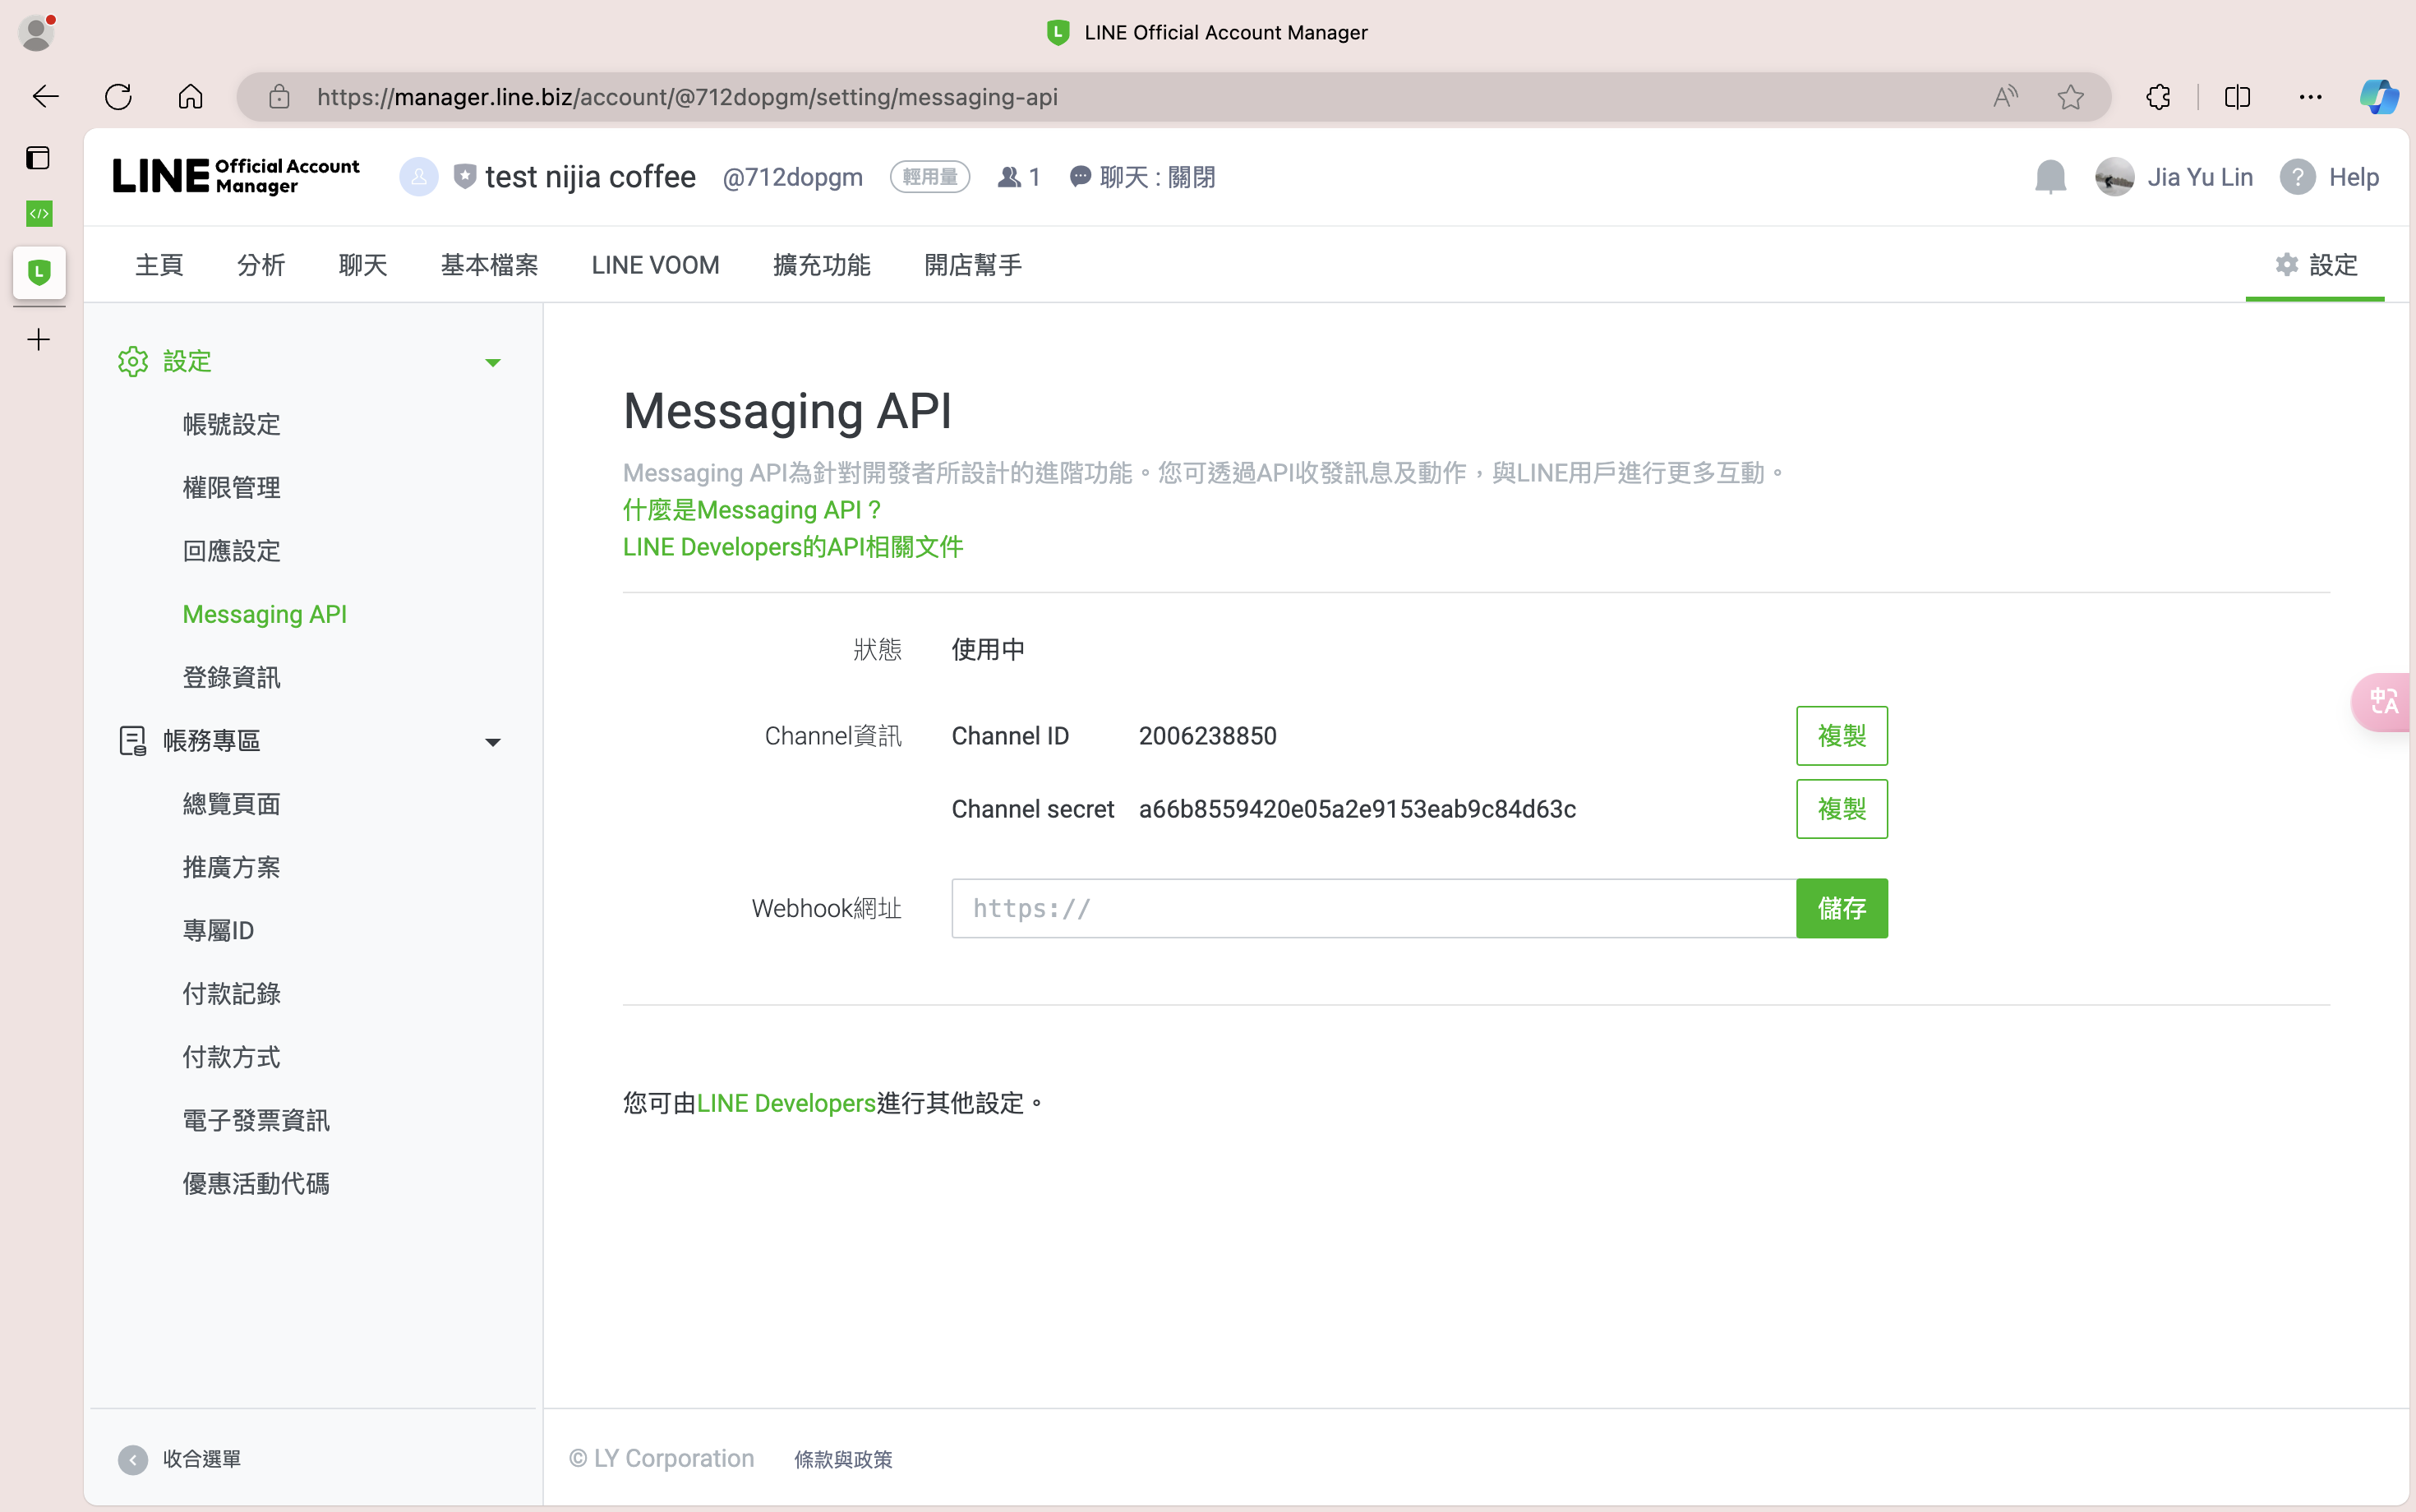 LINE Official Account Manager
https://manager.line.biz/account/@712dopgm/setting/messaging-api
LINE Official Account Manager
test nijia coffee @712dopgm 輕用量 1 聊天 : 關閉
Jia Yu Lin ? Help
主頁 分析 聊天 基本檔案 LINE VOOM 擴充功能 開店幫手 設定
設定
帳號設定
權限管理
回應設定
Messaging API
登錄資訊
帳務專區
總覽頁面
推廣方案
專屬ID
付款記錄
付款方式
電子發票資訊
優惠活動代碼
收合選單
Messaging API
Messaging API為針對開發者所設計的進階功能。您可透過API收發訊息及動作，與LINE用戶進行更多互動。
什麼是Messaging API？
LINE Developers的API相關文件
狀態 使用中
Channel資訊 Channel ID 2006238850 複製
Channel secret a66b8559420e05a2e9153eab9c84d63c 複製
Webhook網址 https:// 儲存
您可由LINE Developers進行其他設定。
© LY Corporation 條款與政策